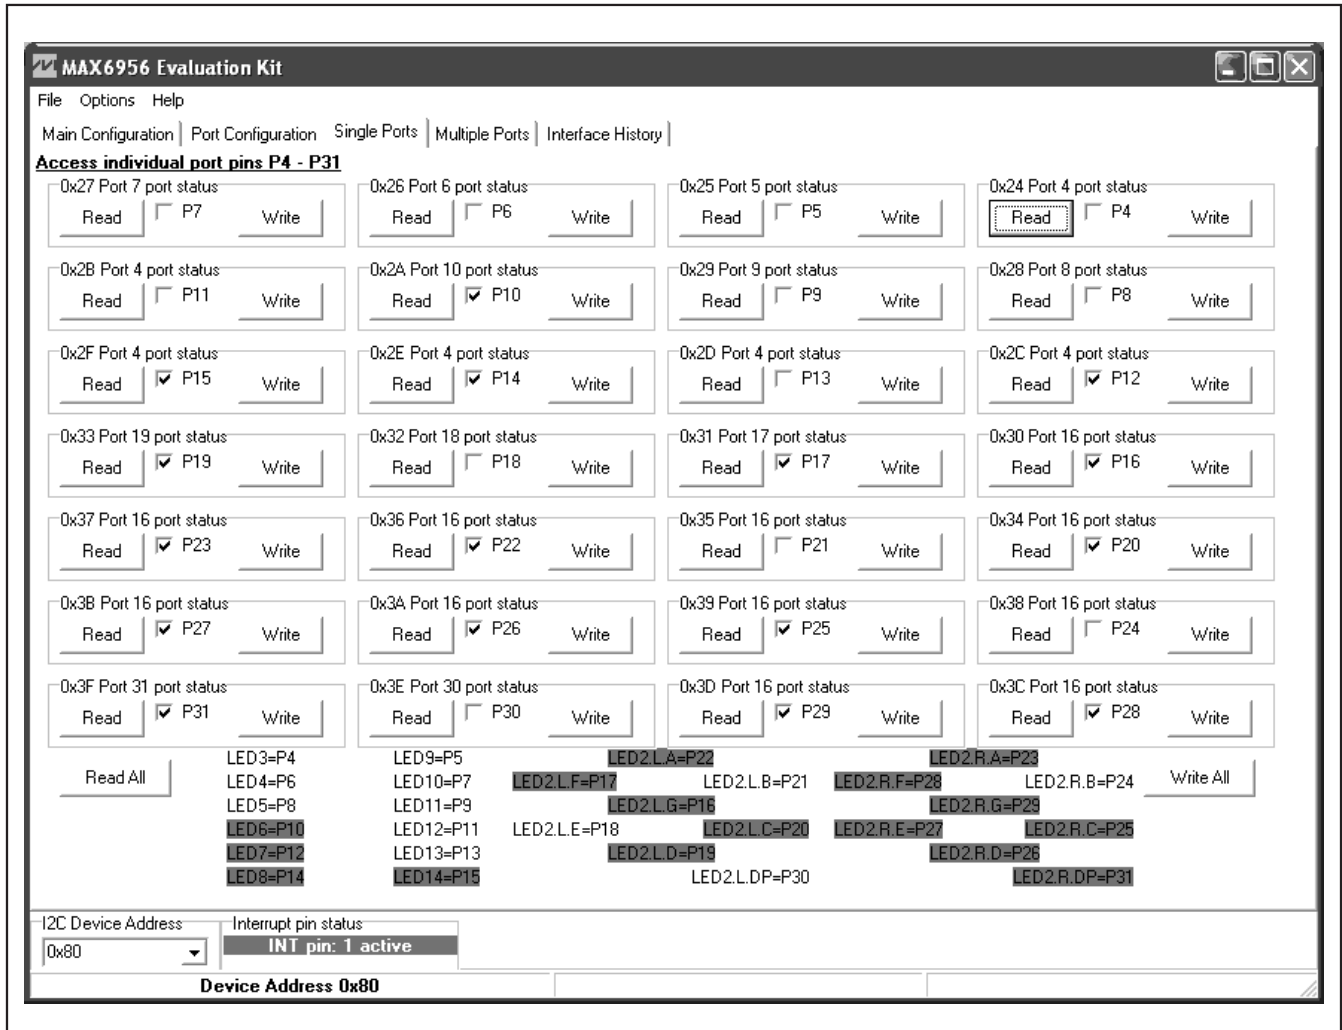 MAX6956 Evaluation Kit
File Options Help
Main Configuration Port Configuration Single Ports Multiple Ports Interface History
Access individual port pins P4 - P31
0x27 Port 7 port status 0x26 Port 6 port status 0x25 Port 5 port status 0x24 Port 4 port status
Read P7 Write Read P6 Write Read P5 Write Read P4 Write
0x2B Port 4 port status 0x2A Port 10 port status 0x29 Port 9 port status 0x28 Port 8 port status
Read P11 Write Read P10 Write Read P9 Write Read P8 Write
0x2F Port 4 port status 0x2E Port 4 port status 0x2D Port 4 port status 0x2C Port 4 port status
Read P15 Write Read P14 Write Read P13 Write Read P12 Write
0x33 Port 19 port status 0x32 Port 18 port status 0x31 Port 17 port status 0x30 Port 16 port status
Read P19 Write Read P18 Write Read P17 Write Read P16 Write
0x37 Port 16 port status 0x36 Port 16 port status 0x35 Port 16 port status 0x34 Port 16 port status
Read P23 Write Read P22 Write Read P21 Write Read P20 Write
0x3B Port 16 port status 0x3A Port 16 port status 0x39 Port 16 port status 0x38 Port 16 port status
Read P27 Write Read P26 Write Read P25 Write Read P24 Write
0x3F Port 31 port status 0x3E Port 30 port status 0x3D Port 16 port status 0x3C Port 16 port status
Read P31 Write Read P30 Write Read P29 Write Read P28 Write
LED3=P4 LED9=P5 LED2.L.A=P22 LED2.R.A=P23
Read All LED4=P6 LED10=P7 LED2.L.F=P17 LED2.L.B=P21 LED2.R.F=P28 LED2.R.B=P24 Write All
LED5=P8 LED11=P9 LED2.L.G=P16 LED2.R.G=P29
LED6=P10 LED12=P11 LED2.L.E=P18 LED2.L.C=P20 LED2.R.E=P27 LED2.R.C=P25
LED7=P12 LED13=P13 LED2.L.D=P19 LED2.R.D=P26
LED8=P14 LED14=P15 LED2.L.DP=P30 LED2.R.DP=P31
I2C Device Address Interrupt pin status
0x80 INT pin: 1 active
Device Address 0x80